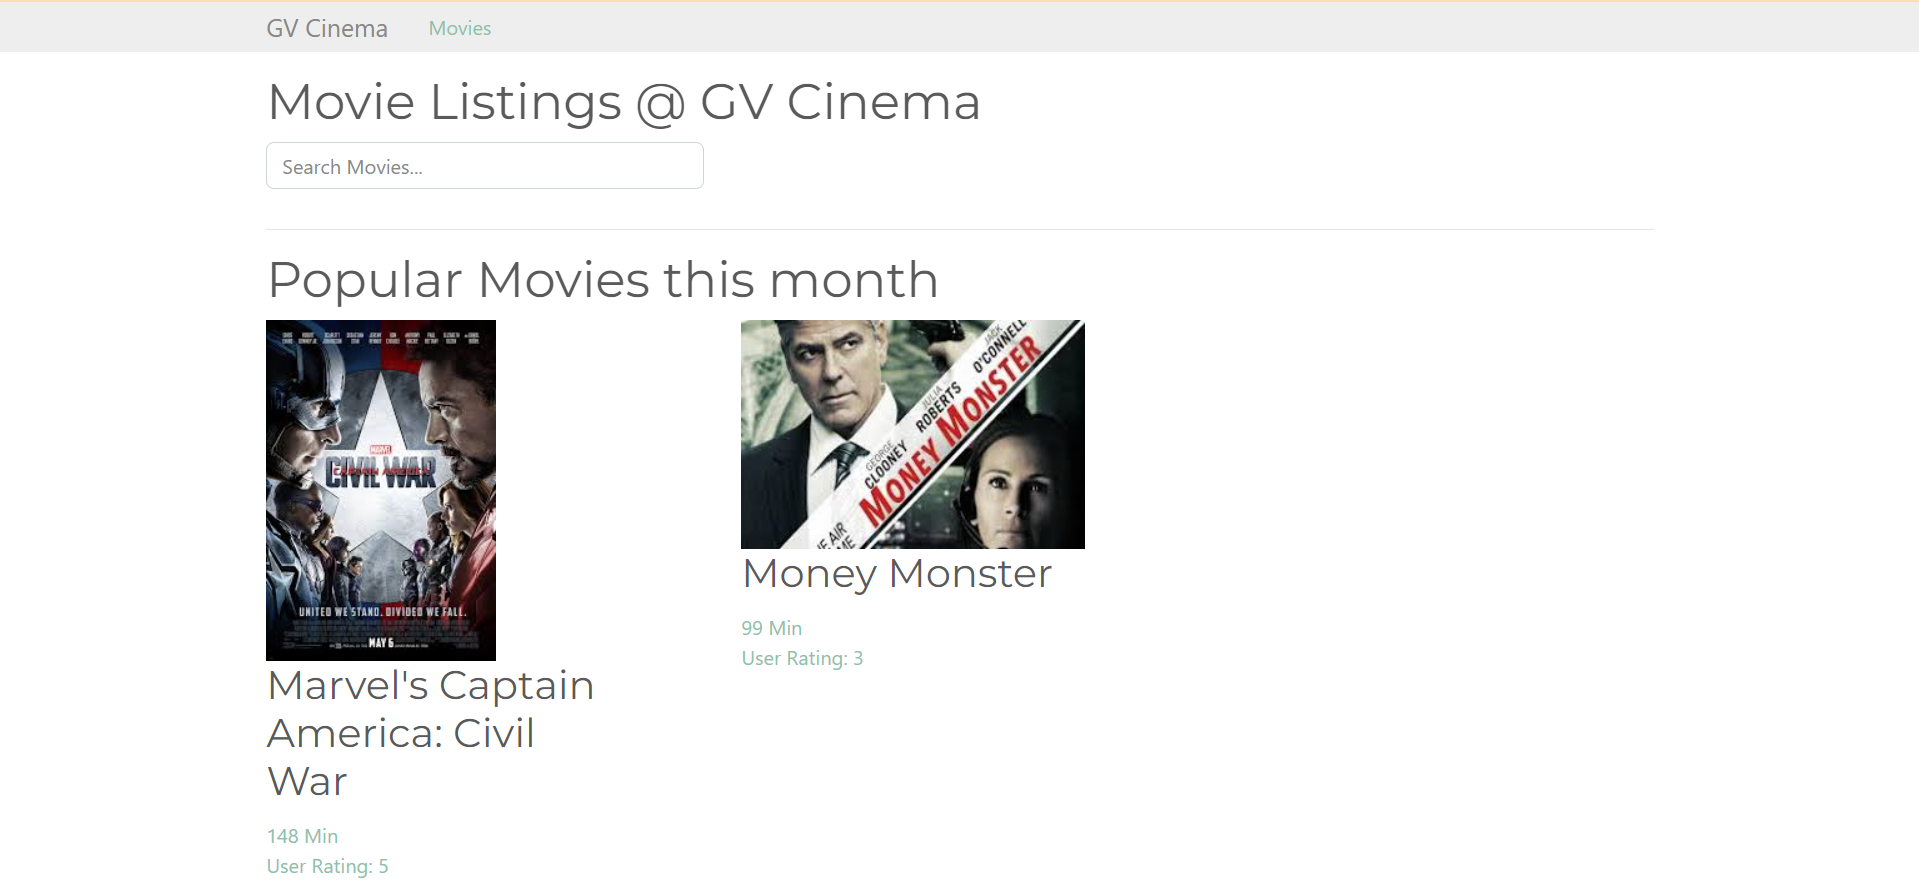 GV Cinema
Movies
Movie Listings @ GV Cinema
Search Movies...
Popular Movies this month
MARVEL
CAPTAIN AMERICA
CIVIL WAR
UNITED WE STAND. DIVIDED WE FALL.
MAY 6
Marvel's Captain
America: Civil
War
148 Min
User Rating: 5
JACK
O'CONNELL
JULIA
ROBERTS
GEORGE
CLOONEY
MONEY MONSTER
AIR
Money Monster
99 Min
User Rating: 3